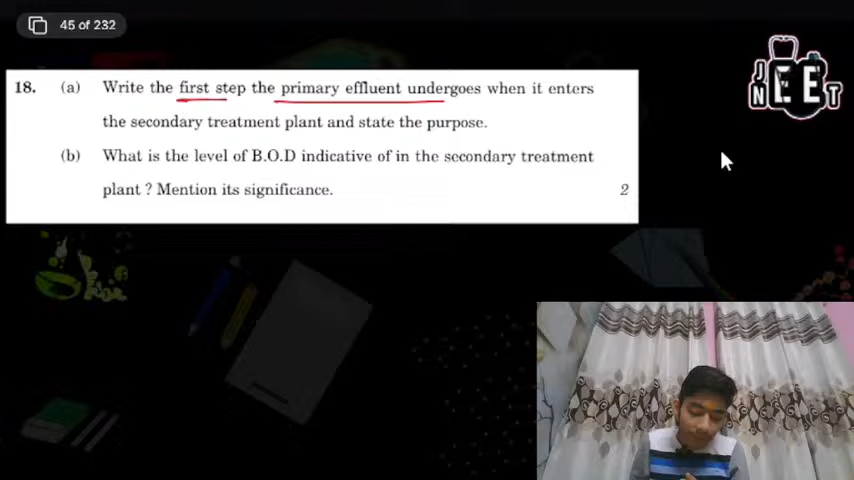 45 of 232
JEET
N
18. (a) Write the first step the primary effluent undergoes when it enters
the secondary treatment plant and state the purpose.
(b) What is the level of B.O.D indicative of in the secondary treatment
plant ? Mention its significance. 2